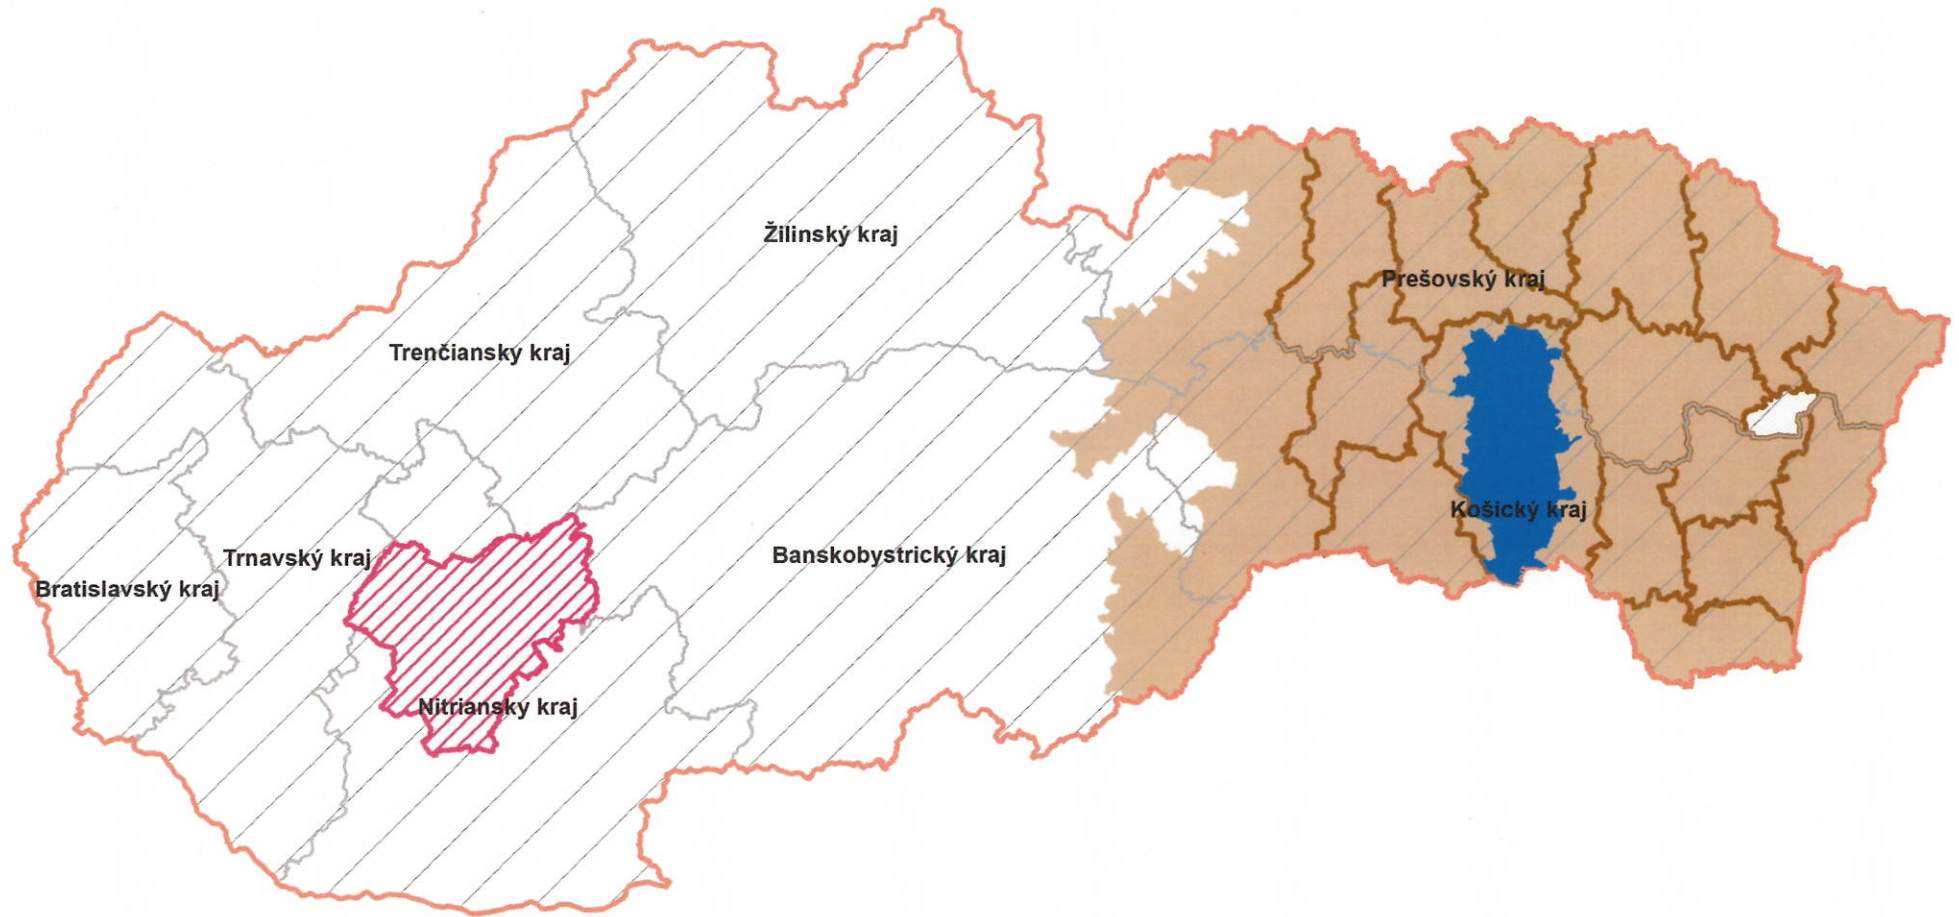 Žilinský kraj
Prešovský kraj
Trenčiansky kraj
Košický kraj
Trnavský kraj
Banskobystrický kraj
Bratislavský kraj
Nitriansky kraj